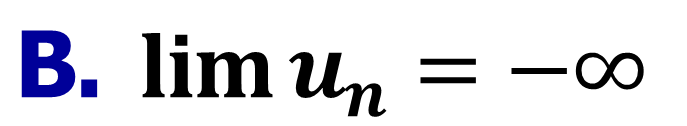 B. lim uₙ = −∞